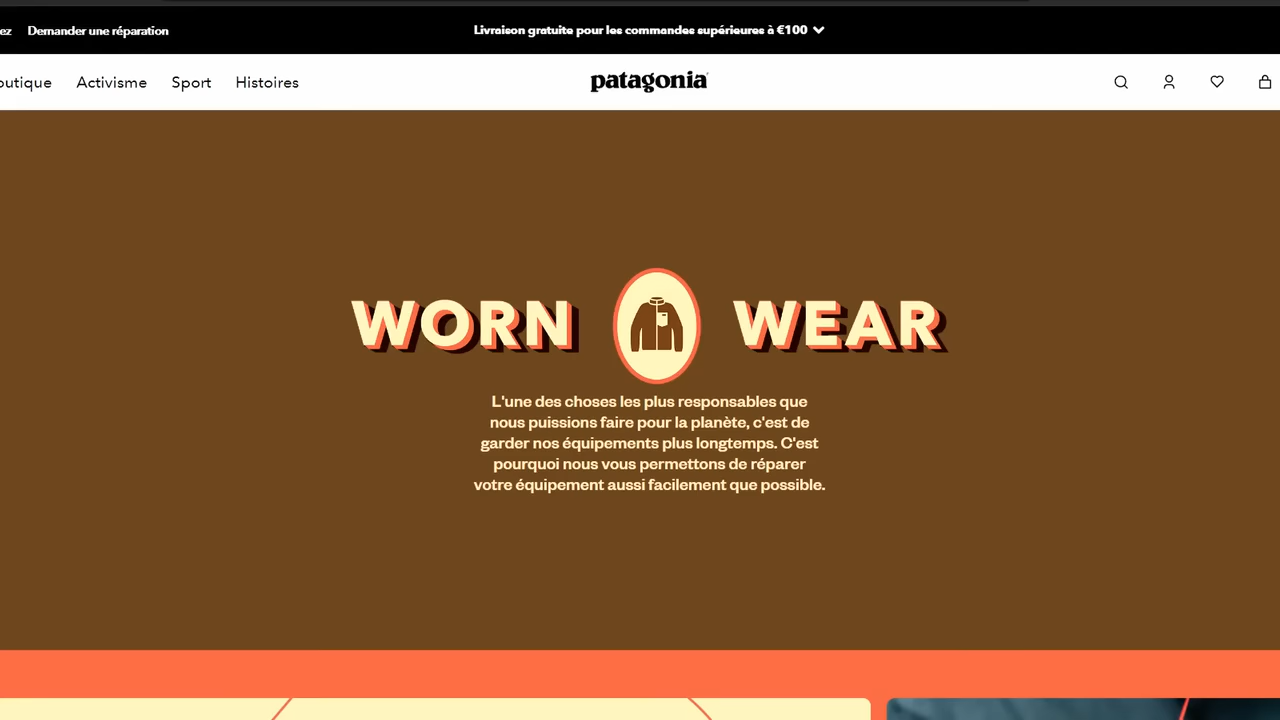 Demander une réparation
Livraison gratuite pour les commandes supérieures à €100
Activisme Sport Histoires
patagonia
WORN WEAR
L'une des choses les plus responsables que
nous puissions faire pour la planète, c'est de
garder nos équipements plus longtemps. C'est
pourquoi nous vous permettons de réparer
votre équipement aussi facilement que possible.